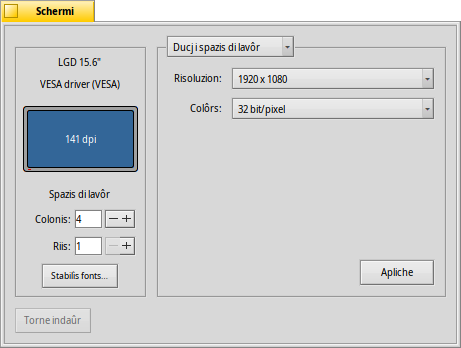 Schermi
LGD 15.6"
VESA driver (VESA)
141 dpi
Spazis di lavôr
Colonis: 4
Riis: 1
Stabilìs fonts...
Ducj i spazis di lavôr
Risoluzion: 1920 x 1080
Colôrs: 32 bit/pixel
Apliche
Torne indaûr